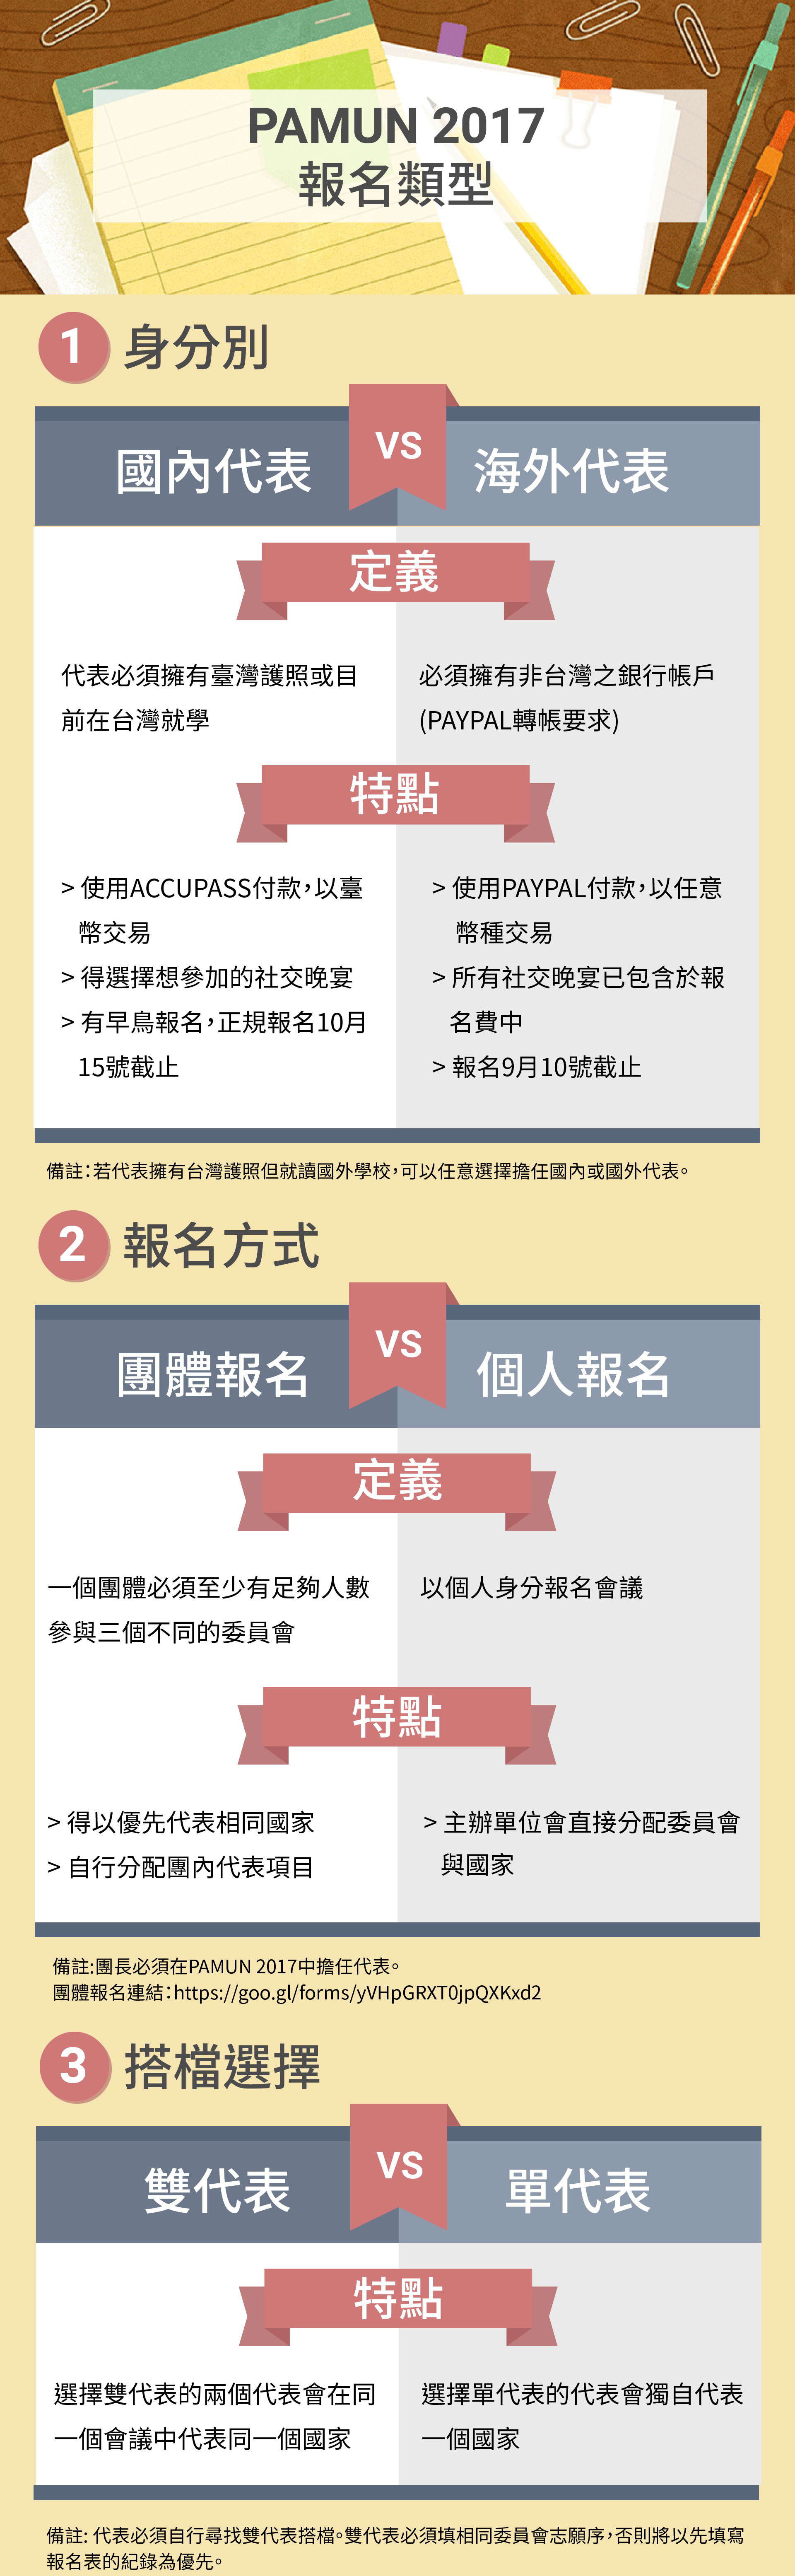 PAMUN 2017
報名類型
1 身分別
國內代表 VS 海外代表
定義
代表必須擁有臺灣護照或目
前在台灣就學
必須擁有非台灣之銀行帳戶
(PAYPAL轉帳要求)
特點
> 使用ACCUPASS付款，以臺
幣交易
> 得選擇想參加的社交晚宴
> 有早鳥報名，正規報名10月
15號截止
> 使用PAYPAL付款，以任意
幣種交易
> 所有社交晚宴已包含於報
名費中
> 報名9月10號截止
備註：若代表擁有台灣護照但就讀國外學校，可以任意選擇擔任國內或國外代表。
2 報名方式
團體報名 VS 個人報名
定義
一個團體必須至少有足夠人數
參與三個不同的委員會
以個人身分報名會議
特點
> 得以優先代表相同國家
> 自行分配團內代表項目
> 主辦單位會直接分配委員會
與國家
備註:團長必須在PAMUN 2017中擔任代表。
團體報名連結：https://goo.gl/forms/yVHpGRXT0jpQXKxd2
3 搭檔選擇
雙代表 VS 單代表
特點
選擇雙代表的兩個代表會在同
一個會議中代表同一個國家
選擇單代表的代表會獨自代表
一個國家
備註: 代表必須自行尋找雙代表搭檔。雙代表必須填相同委員會志願序，否則將以先填寫
報名表的紀錄為優先。